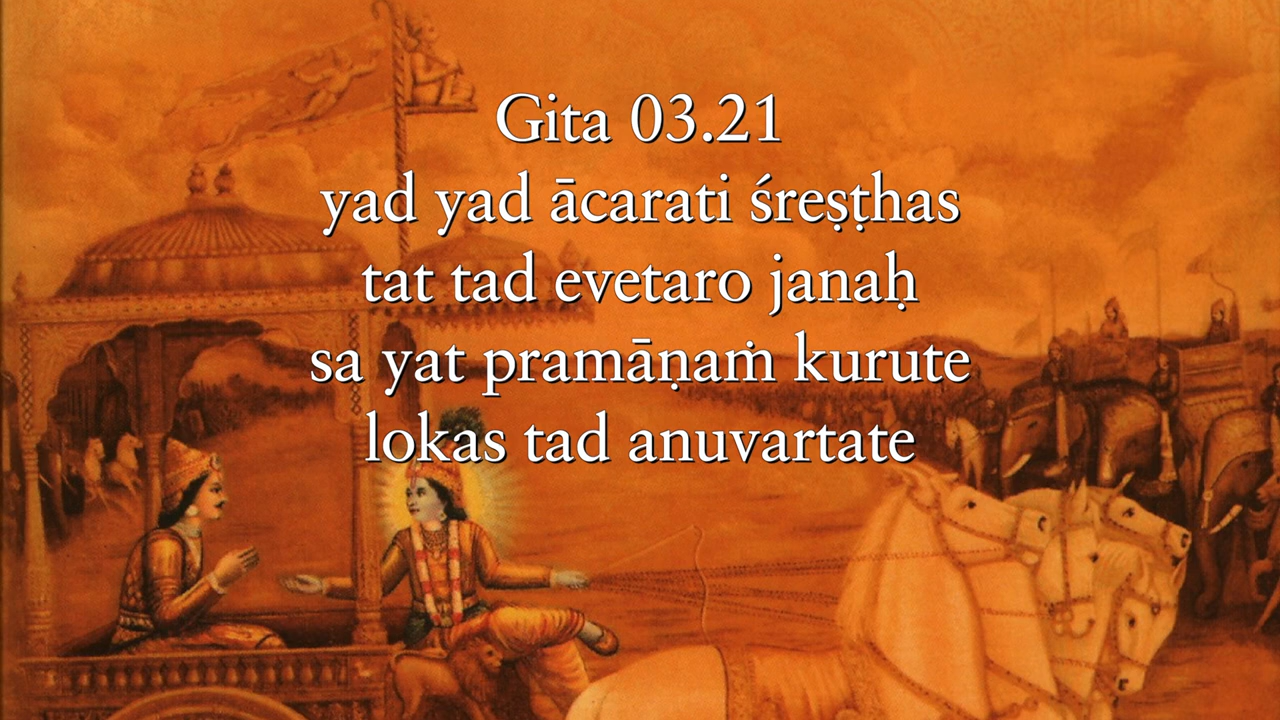 Gita 03.21
yad yad ācarati śreṣṭhas
tat tad evetaro janaḥ
sa yat pramāṇaṁ kurute
lokas tad anuvartate